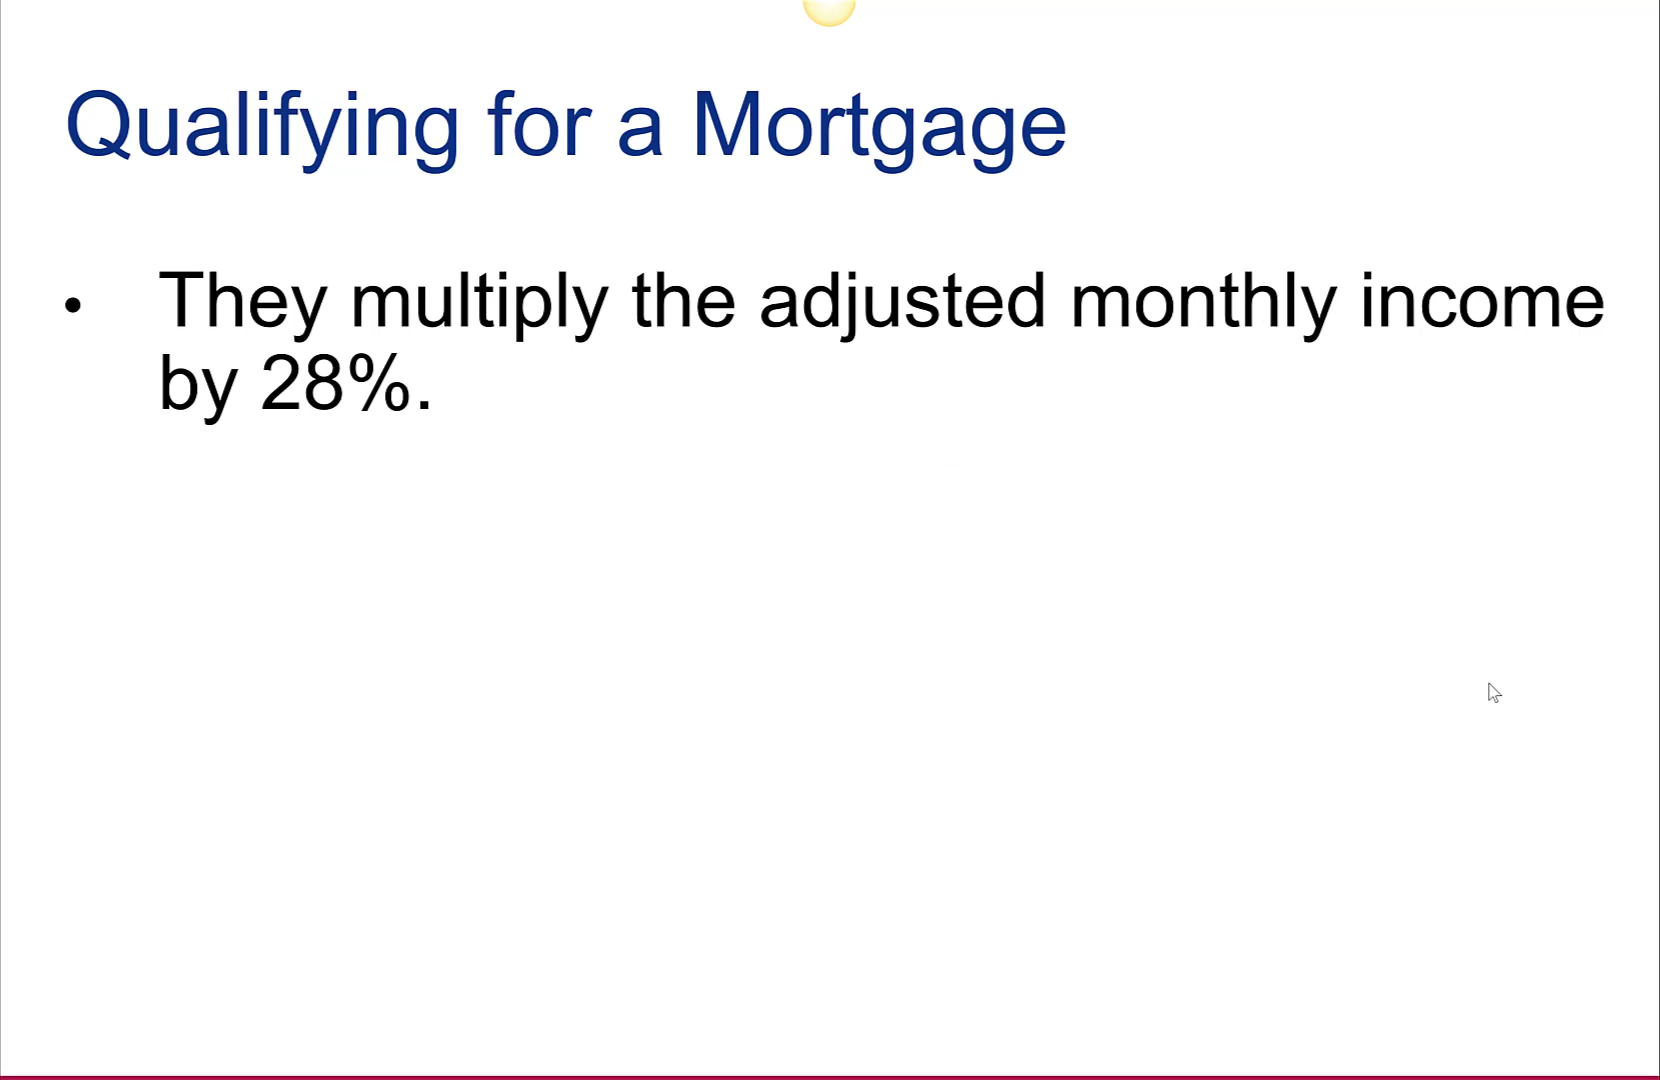 Qualifying for a Mortgage
• They multiply the adjusted monthly income
by 28%.